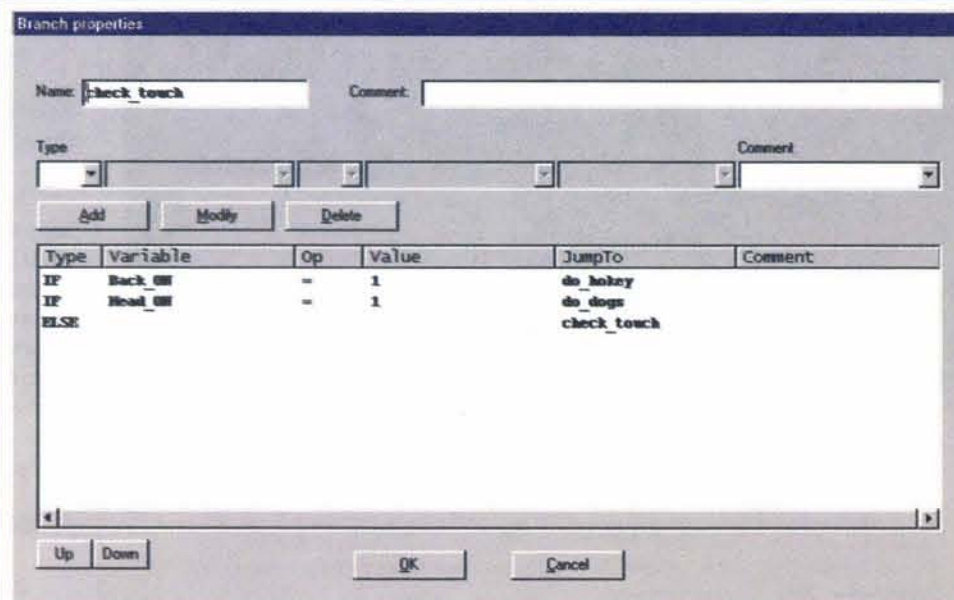 Branch properties
Name: check_touch Comment:
Type Comment
Add Modify Delete
Type Variable Op Value JumpTo Comment
IF Back_ON = 1 do_hokey
IF Head_ON = 1 do_dogs
ELSE check_touch
Up Down OK Cancel